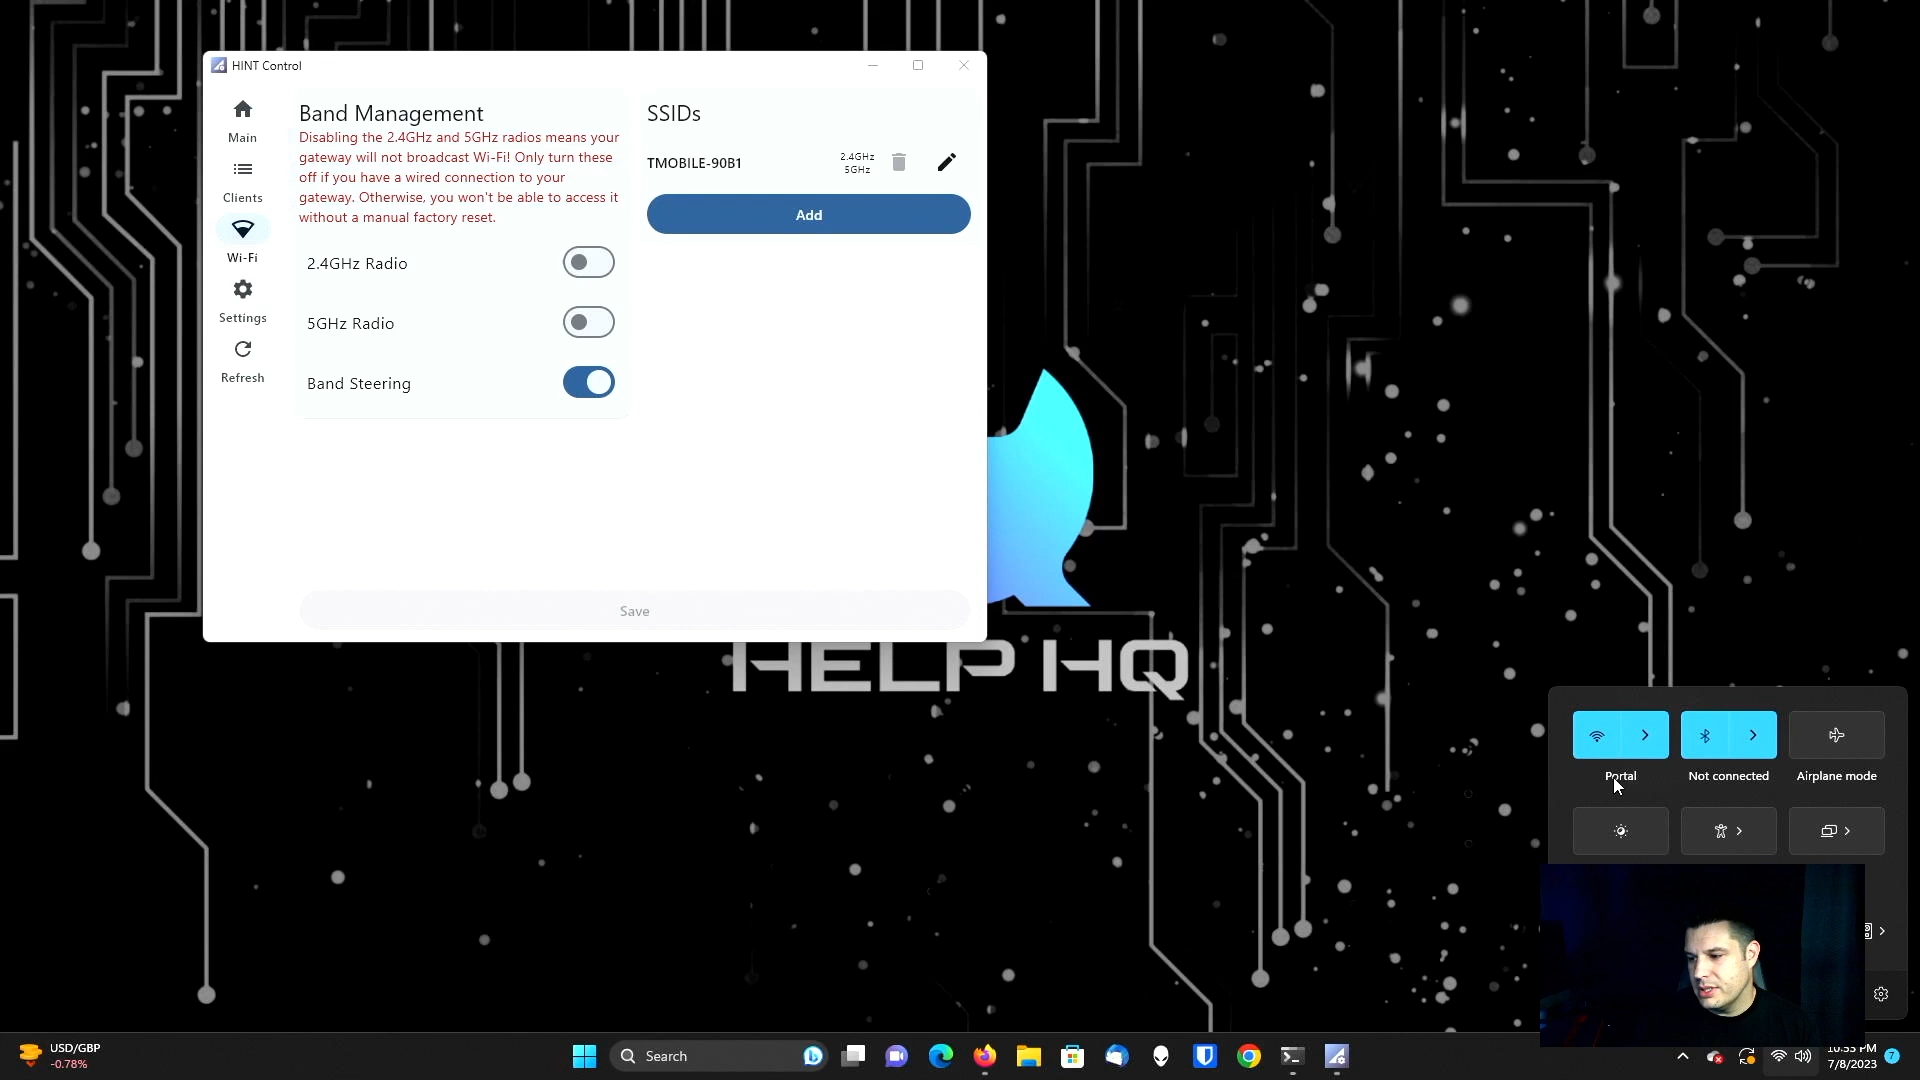 HINT Control
Main
Clients
Wi-Fi
Settings
Refresh
Band Management
Disabling the 2.4GHz and 5GHz radios means your
gateway will not broadcast Wi-Fi! Only turn these
off if you have a wired connection to your
gateway. Otherwise, you won't be able to access it
without a manual factory reset.
2.4GHz Radio
5GHz Radio
Band Steering
SSIDs
TMOBILE-90B1
2.4GHz
5GHz
Add
Save
HELP HQ
Portal
Not connected
Airplane mode
USD/GBP
-0.78%
Search
10:53 PM
7/8/2023
7